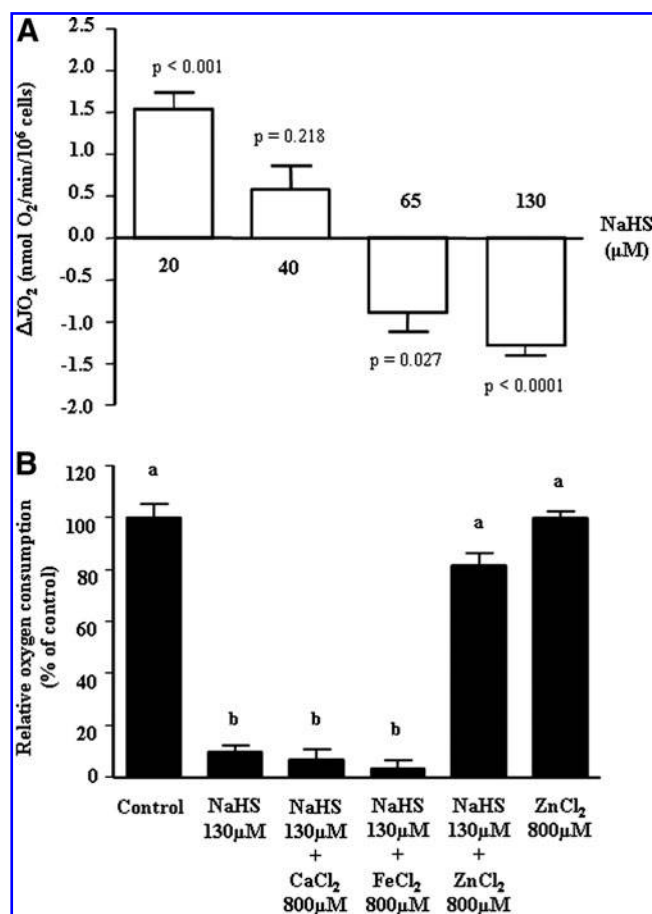 A
ΔJO₂ (nmol O₂/min/10⁶ cells)
2.5
2.0
1.5
1.0
0.5
0.0
-0.5
-1.0
-1.5
-2.0
p < 0.001
p = 0.218
65
130
NaHS
(µM)
20
40
p = 0.027
p < 0.0001
B
Relative oxygen consumption
(% of control)
120
100
80
60
40
20
0
a
b
b
b
a
a
Control
NaHS
130µM
NaHS
130µM
+
CaCl₂
800µM
NaHS
130µM
+
FeCl₂
800µM
NaHS
130µM
+
ZnCl₂
800µM
ZnCl₂
800µM